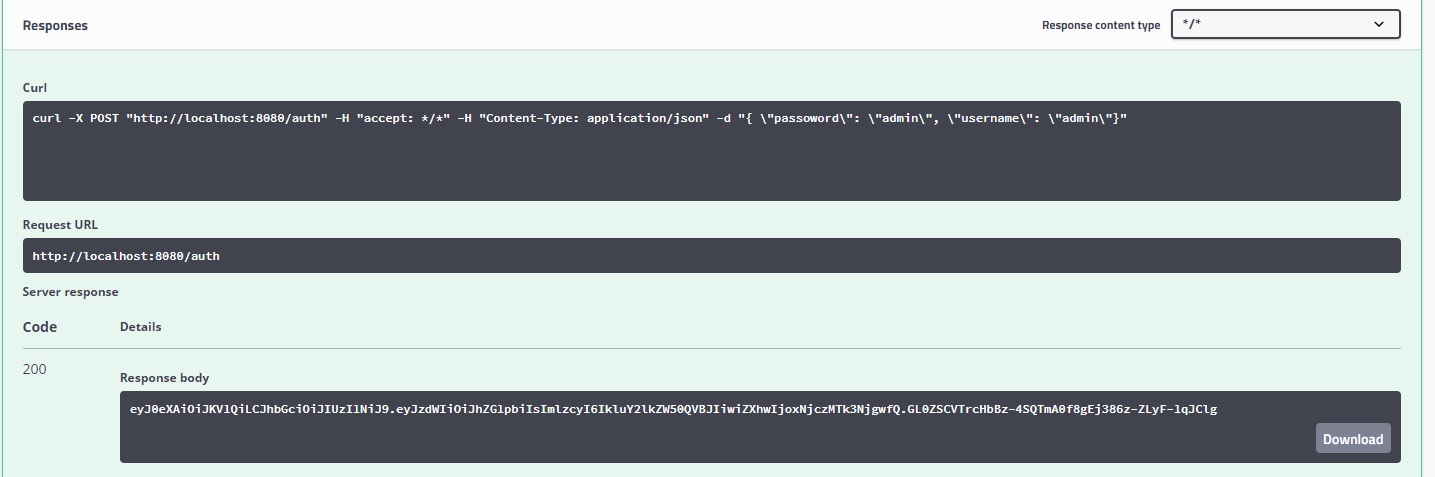 Responses
Response content type
*/*
Curl
curl -X POST "http://localhost:8080/auth" -H "accept: */*" -H "Content-Type: application/json" -d "{ \"passoword\": \"admin\", \"username\": \"admin\"}"
Request URL
http://localhost:8080/auth
Server response
Code Details
200
Response body
eyJ0eXAiOiJKV1QiLCJhbGciOiJIUzI1NiJ9.eyJzdWIiOiJhZG1pbiIsImlzcyI6IkluY2lkZW50QVBJIiwiZXhwIjoxNjczMTk3NjgwfQ.GL0ZSCVTrcHbBz-4SQTmA0f8gEj386z-ZLyF-lqJClg
Download